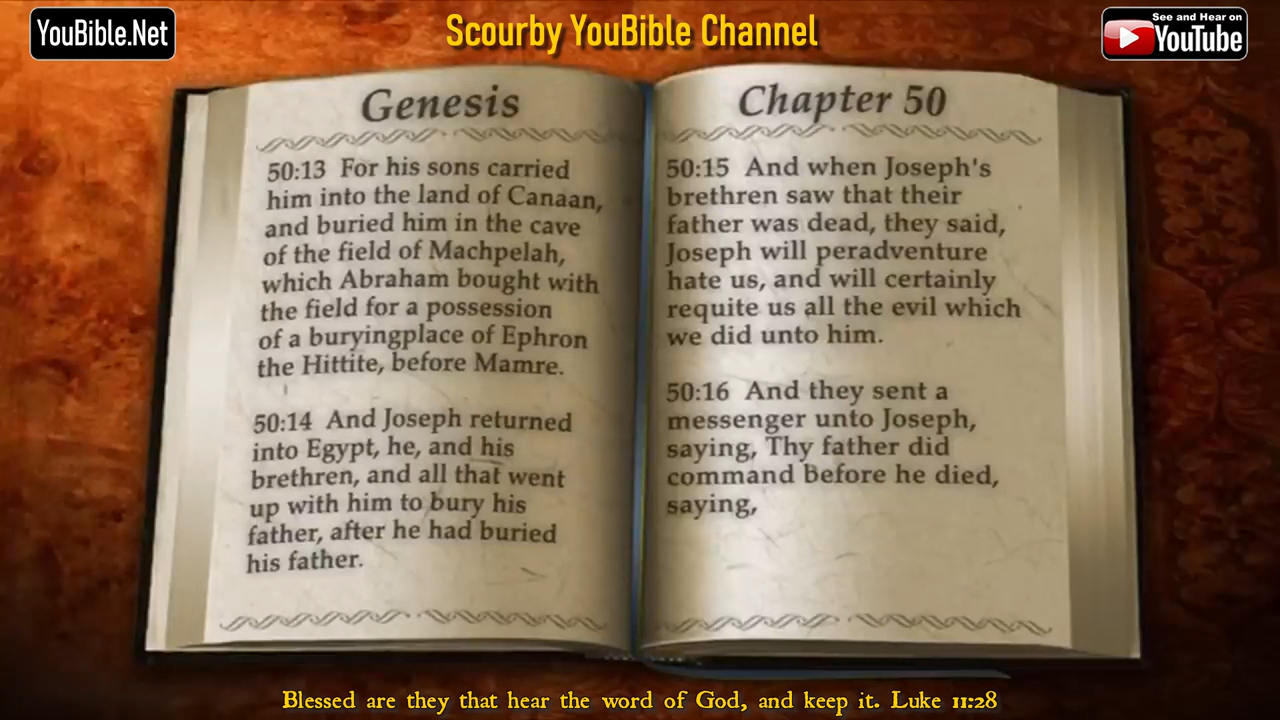 YouBible.Net
Scourby YouBible Channel
See and Hear on
YouTube
Genesis
50:13 For his sons carried
him into the land of Canaan,
and buried him in the cave
of the field of Machpelah,
which Abraham bought with
the field for a possession
of a buryingplace of Ephron
the Hittite, before Mamre.
50:14 And Joseph returned
into Egypt, he, and his
brethren, and all that went
up with him to bury his
father, after he had buried
his father.
Chapter 50
50:15 And when Joseph's
brethren saw that their
father was dead, they said,
Joseph will peradventure
hate us, and will certainly
requite us all the evil which
we did unto him.
50:16 And they sent a
messenger unto Joseph,
saying, Thy father did
command before he died,
saying,
Blessed are they that hear the word of God, and keep it. Luke 11:28